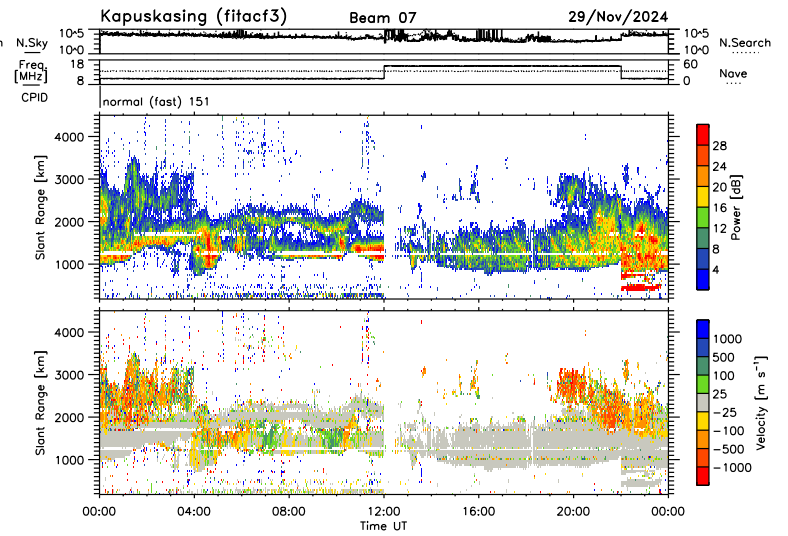 Kapuskasing (fitacf3) Beam 07 29/Nov/2024
N.Sky 10^5 10^0 10^5 10^0 N.Search
Freq. [MHz] 18 8 60 0 Nave
CPID normal (fast) 151
Slant Range [km] 4000 3000 2000 1000
28 24 20 16 12 8 4 Power [dB]
Slant Range [km] 4000 3000 2000 1000
1000 500 100 25 −25 −100 −500 −1000 Velocity [m s⁻¹]
00:00 04:00 08:00 12:00 16:00 20:00 00:00
Time UT